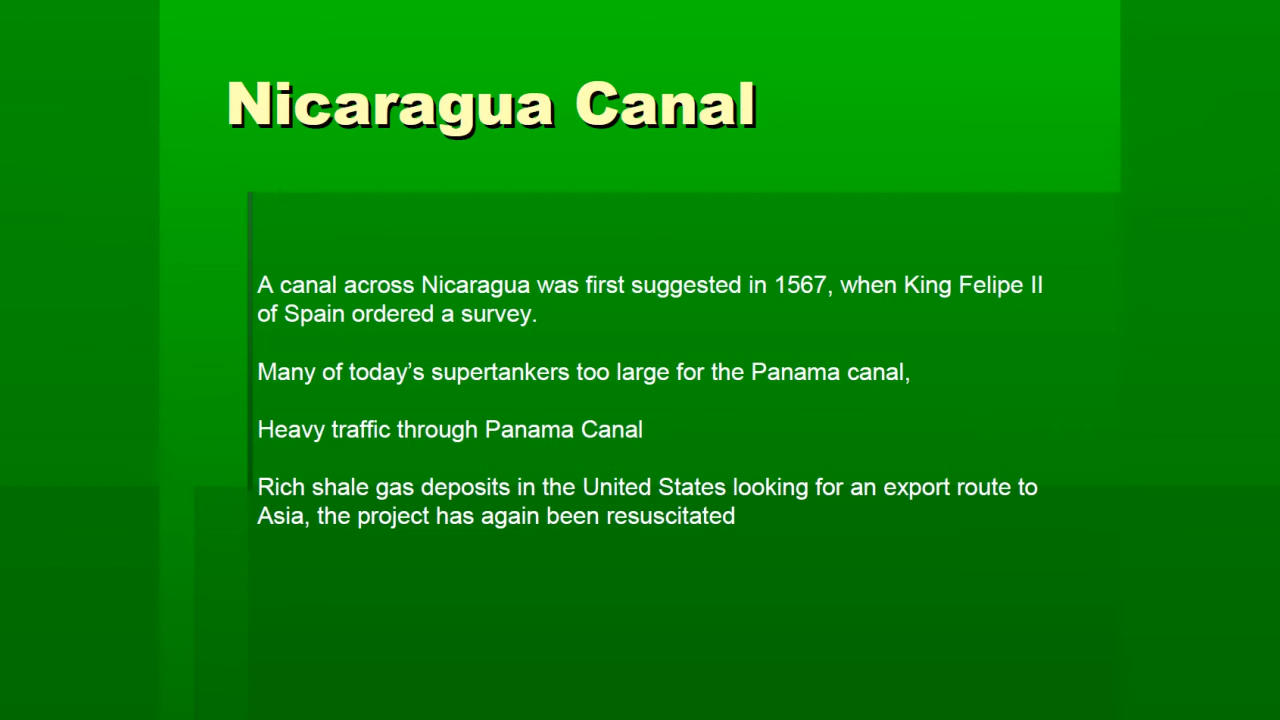 Nicaragua Canal
A canal across Nicaragua was first suggested in 1567, when King Felipe II
of Spain ordered a survey.
Many of today’s supertankers too large for the Panama canal,
Heavy traffic through Panama Canal
Rich shale gas deposits in the United States looking for an export route to
Asia, the project has again been resuscitated